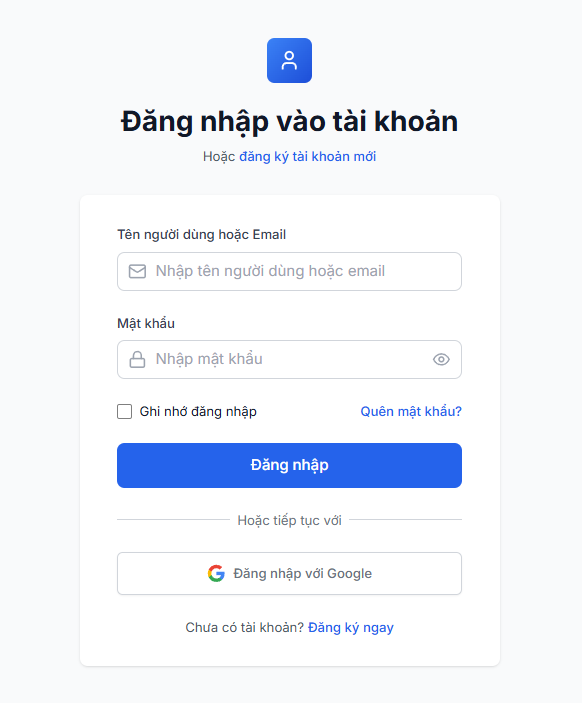 Đăng nhập vào tài khoản
Hoặc đăng ký tài khoản mới
Tên người dùng hoặc Email
Nhập tên người dùng hoặc email
Mật khẩu
Nhập mật khẩu
Ghi nhớ đăng nhập Quên mật khẩu?
Đăng nhập
Hoặc tiếp tục với
Đăng nhập với Google
Chưa có tài khoản? Đăng ký ngay